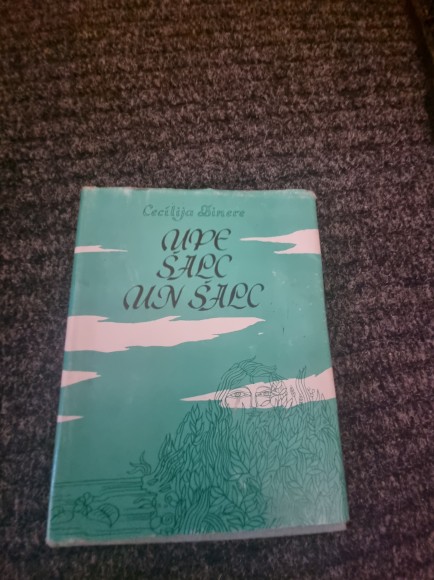 Cecīlija Dinere
UPE
ŠALC
UN ŠALC